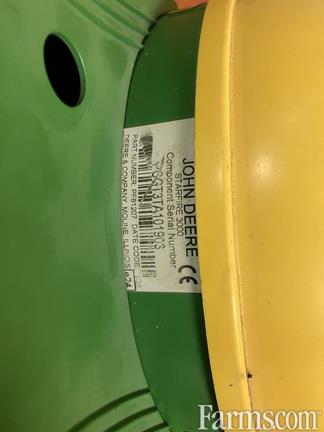 JOHN DEERE
STARFIRE 3000
Component Serial Number
PCGT3TA101903
PART NUMBER: PF81207 DATE CODE:
DEERE & COMPANY, MOLINE, ILLINOIS
e24
CE
Farms.com